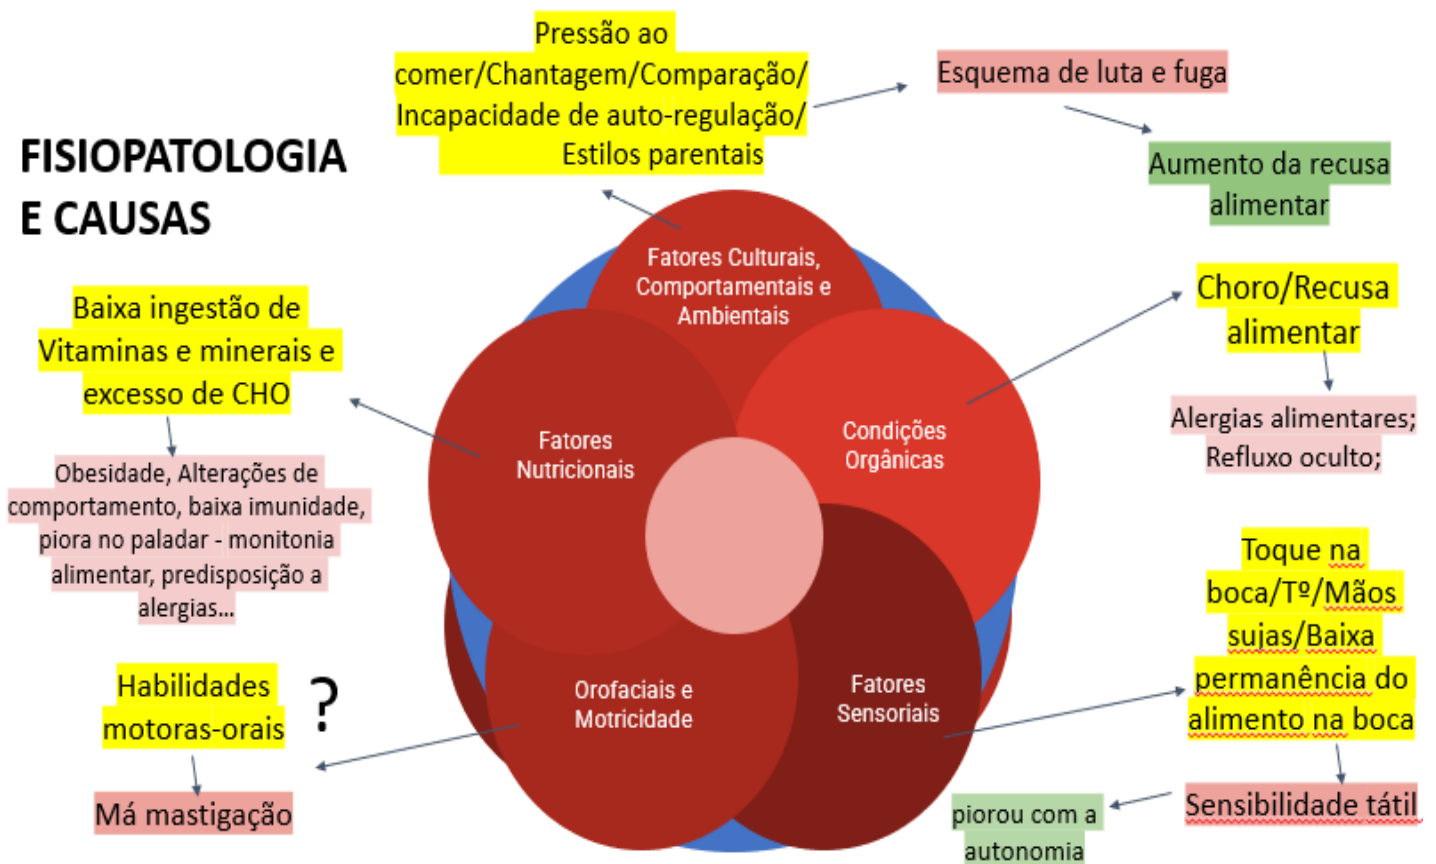 FISIOPATOLOGIA
E CAUSAS
Pressão ao
comer/Chantagem/Comparação/
Incapacidade de auto-regulação/
Estilos parentais
Esquema de luta e fuga
Aumento da recusa
alimentar
Fatores Culturais,
Comportamentais e
Ambientais
Choro/Recusa
alimentar
Alergias alimentares;
Refluxo oculto;
Baixa ingestão de
Vitaminas e minerais e
excesso de CHO
Obesidade, Alterações de
comportamento, baixa imunidade,
piora no paladar - monitonia
alimentar, predisposição a
alergias...
Fatores
Nutricionais
Condições
Orgânicas
Toque na
boca/Tº/Mãos
sujas/Baixa
permanência do
alimento na boca
Habilidades
motoras-orais
?
Má mastigação
Orofaciais e
Motricidade
Fatores
Sensoriais
Sensibilidade tátil
piorou com a
autonomia